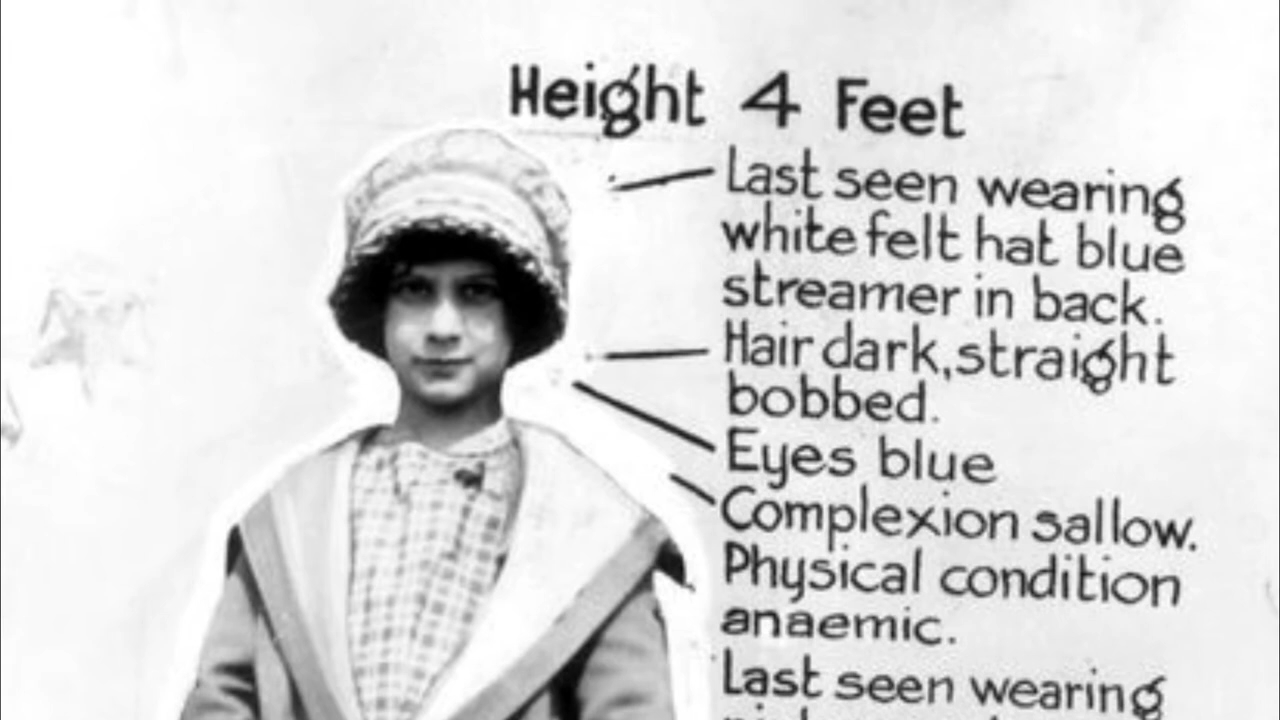 Height 4 Feet
Last seen wearing
white felt hat blue
streamer in back.
Hair dark, straight
bobbed.
Eyes blue
Complexion sallow.
Physical condition
anaemic.
Last seen wearing